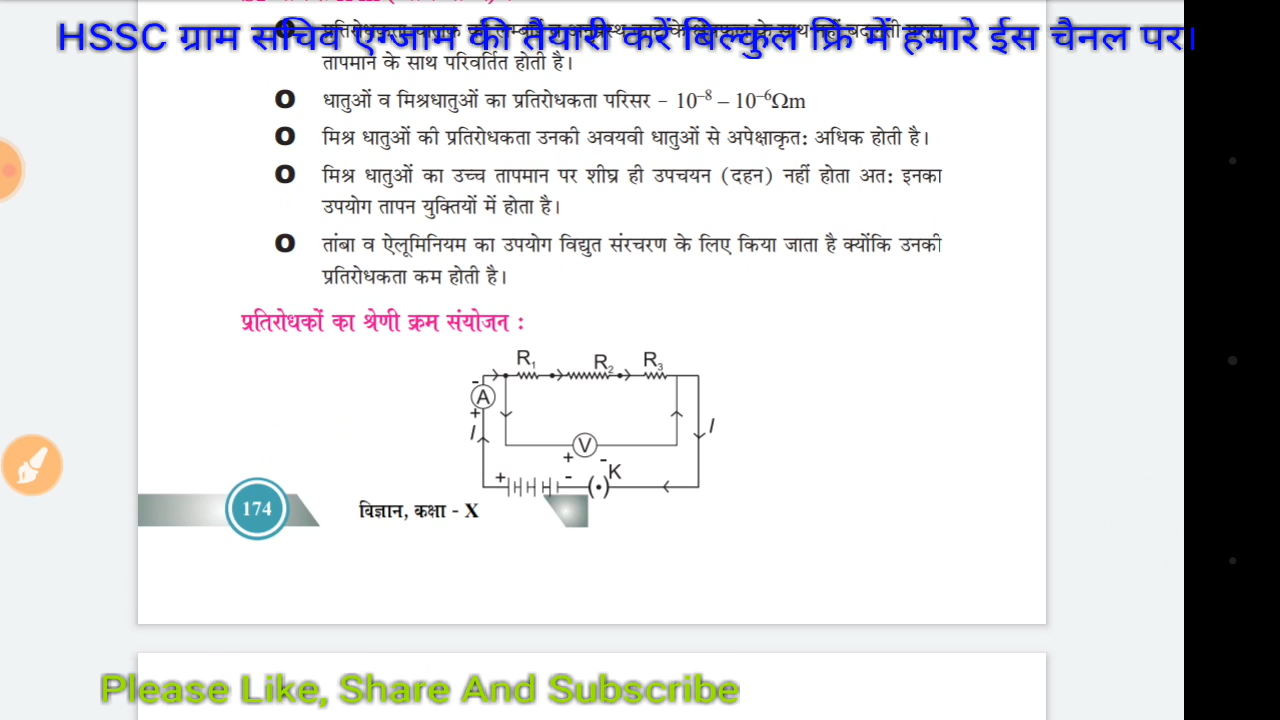 HSSC ग्राम सचिव एग्जाम की तैयारी करें बिल्कुल फ्रि में हमारे ईस चैनल पर।
तापमान के साथ परिवर्तित होती है।
o धातुओं व मिश्रधातुओं का प्रतिरोधकता परिसर – 10⁻⁸ – 10⁻⁶Ωm
o मिश्र धातुओं की प्रतिरोधकता उनकी अवयवी धातुओं से अपेक्षाकृत: अधिक होती है।
o मिश्र धातुओं का उच्च तापमान पर शीघ्र ही उपचयन (दहन) नहीं होता अत: इनका
उपयोग तापन युक्तियों में होता है।
o तांबा व ऐलूमिनियम का उपयोग विद्युत संरचरण के लिए किया जाता है क्योंकि उनकी
प्रतिरोधकता कम होती है।
प्रतिरोधकों का श्रेणी क्रम संयोजन :
R₁ R₂ R₃
-
A
+
I I
V
+ -
+ - K
( • )
174 विज्ञान, कक्षा - X
Please Like, Share And Subscribe